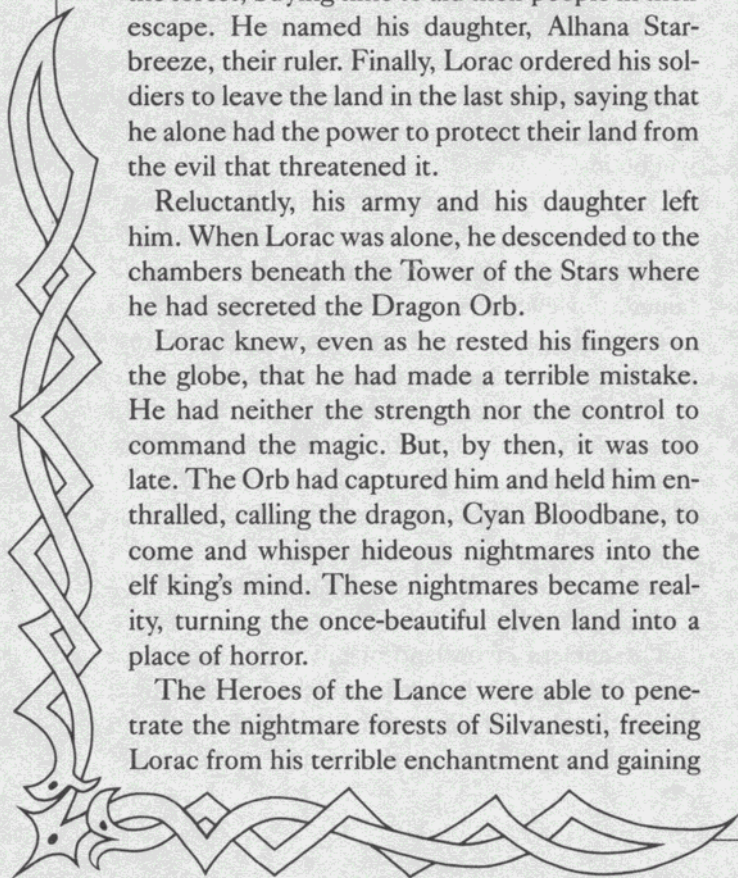 escape. He named his daughter, Alhana Star-
breeze, their ruler. Finally, Lorac ordered his sol-
diers to leave the land in the last ship, saying that
he alone had the power to protect their land from
the evil that threatened it.
Reluctantly, his army and his daughter left
him. When Lorac was alone, he descended to the
chambers beneath the Tower of the Stars where
he had secreted the Dragon Orb.
Lorac knew, even as he rested his fingers on
the globe, that he had made a terrible mistake.
He had neither the strength nor the control to
command the magic. But, by then, it was too
late. The Orb had captured him and held him en-
thralled, calling the dragon, Cyan Bloodbane, to
come and whisper hideous nightmares into the
elf king's mind. These nightmares became real-
ity, turning the once-beautiful elven land into a
place of horror.
The Heroes of the Lance were able to pene-
trate the nightmare forests of Silvanesti, freeing
Lorac from his terrible enchantment and gaining